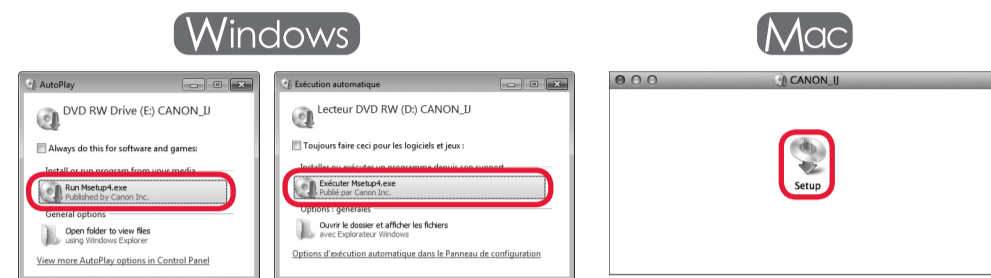 Windows
Mac
AutoPlay
DVD RW Drive (E:) CANON_IJ
Always do this for software and games:
Install or run program from your media
Run Msetup4.exe
Published by Canon Inc.
General options
Open folder to view files
using Windows Explorer
View more AutoPlay options in Control Panel
Exécution automatique
Lecteur DVD RW (D:) CANON_IJ
Toujours faire ceci pour les logiciels et jeux :
Installer ou exécuter un programme depuis son support
Exécuter Msetup4.exe
Publié par Canon Inc.
Options : générales
Ouvrir le dossier et afficher les fichiers
avec Explorateur Windows
Options d'exécution automatique dans le Panneau de configuration
CANON_IJ
Setup